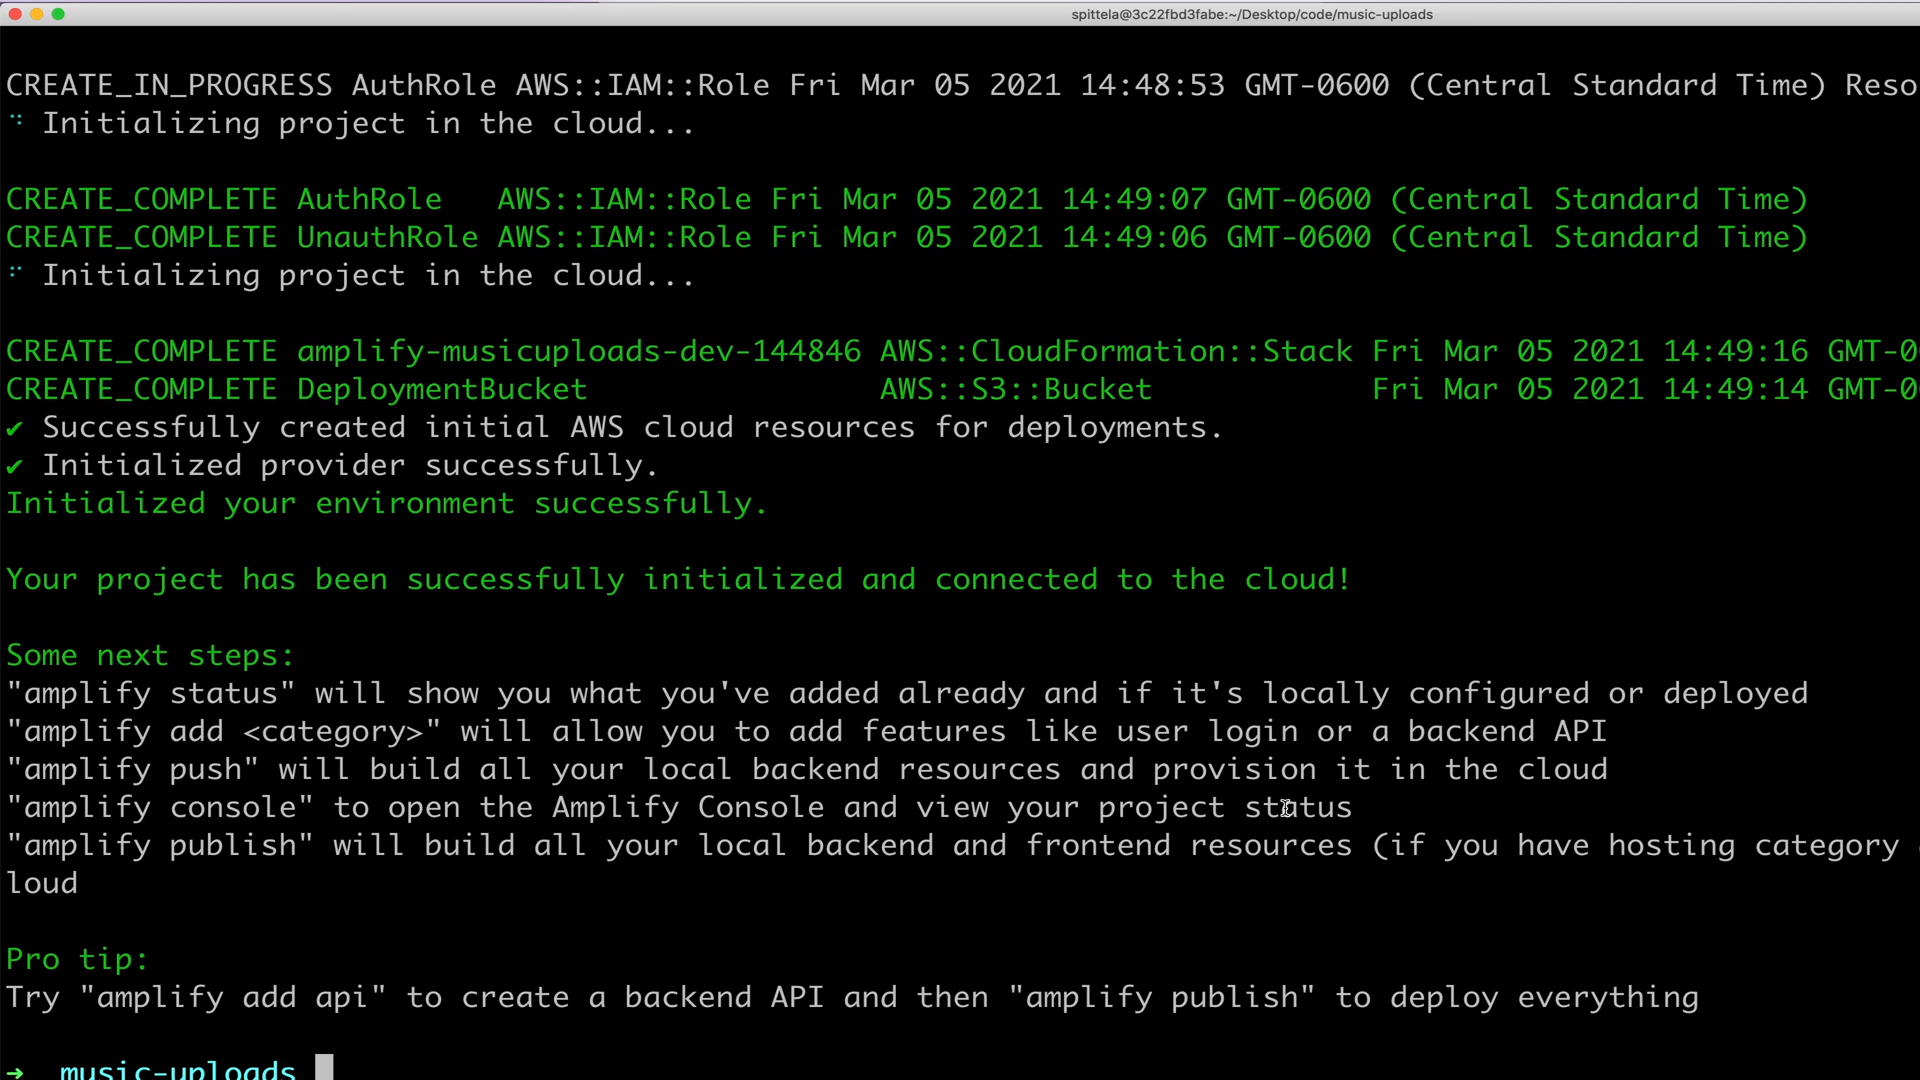 spittela@3c22fbd3fabe:~/Desktop/code/music-uploads
CREATE_IN_PROGRESS AuthRole AWS::IAM::Role Fri Mar 05 2021 14:48:53 GMT-0600 (Central Standard Time) Reso
⠋ Initializing project in the cloud...
CREATE_COMPLETE AuthRole   AWS::IAM::Role Fri Mar 05 2021 14:49:07 GMT-0600 (Central Standard Time)
CREATE_COMPLETE UnauthRole AWS::IAM::Role Fri Mar 05 2021 14:49:06 GMT-0600 (Central Standard Time)
⠋ Initializing project in the cloud...
CREATE_COMPLETE amplify-musicuploads-dev-144846 AWS::CloudFormation::Stack Fri Mar 05 2021 14:49:16 GMT-0
CREATE_COMPLETE DeploymentBucket                AWS::S3::Bucket            Fri Mar 05 2021 14:49:14 GMT-0
✔ Successfully created initial AWS cloud resources for deployments.
✔ Initialized provider successfully.
Initialized your environment successfully.
Your project has been successfully initialized and connected to the cloud!
Some next steps:
"amplify status" will show you what you've added already and if it's locally configured or deployed
"amplify add <category>" will allow you to add features like user login or a backend API
"amplify push" will build all your local backend resources and provision it in the cloud
"amplify console" to open the Amplify Console and view your project status
"amplify publish" will build all your local backend and frontend resources (if you have hosting category
loud
Pro tip:
Try "amplify add api" to create a backend API and then "amplify publish" to deploy everything
➜  music-uploads